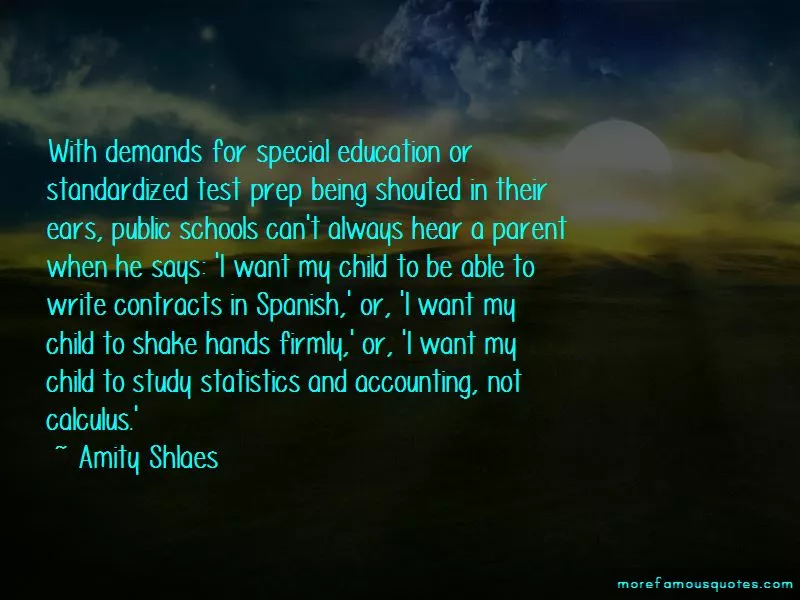 With demands for special education or
standardized test prep being shouted in their
ears, public schools can't always hear a parent
when he says: 'I want my child to be able to
write contracts in Spanish,' or, 'I want my
child to shake hands firmly,' or, 'I want my
child to study statistics and accounting, not
calculus.'
~ Amity Shlaes
morefamousquotes.com